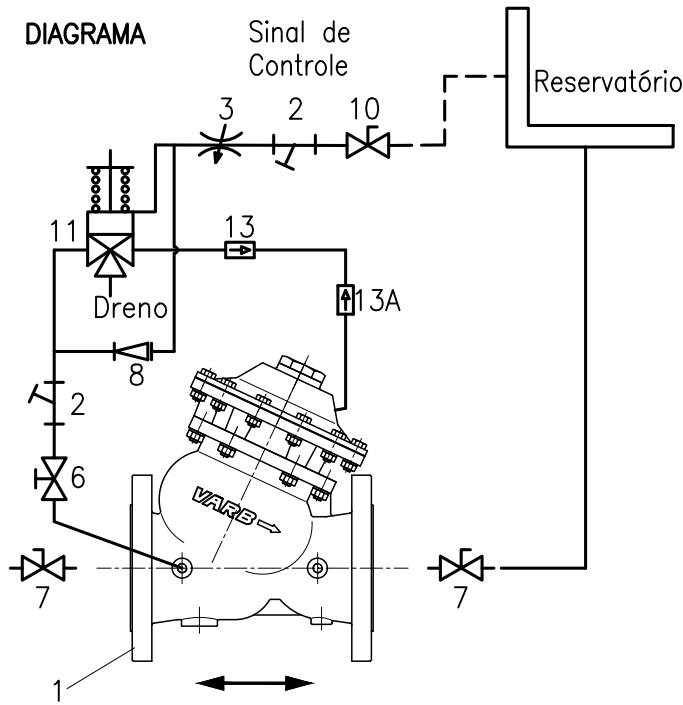 DIAGRAMA
Sinal de
Controle
Reservatório
3
2
10
11
13
Dreno
13A
8
2
6
VARB
7
7
1